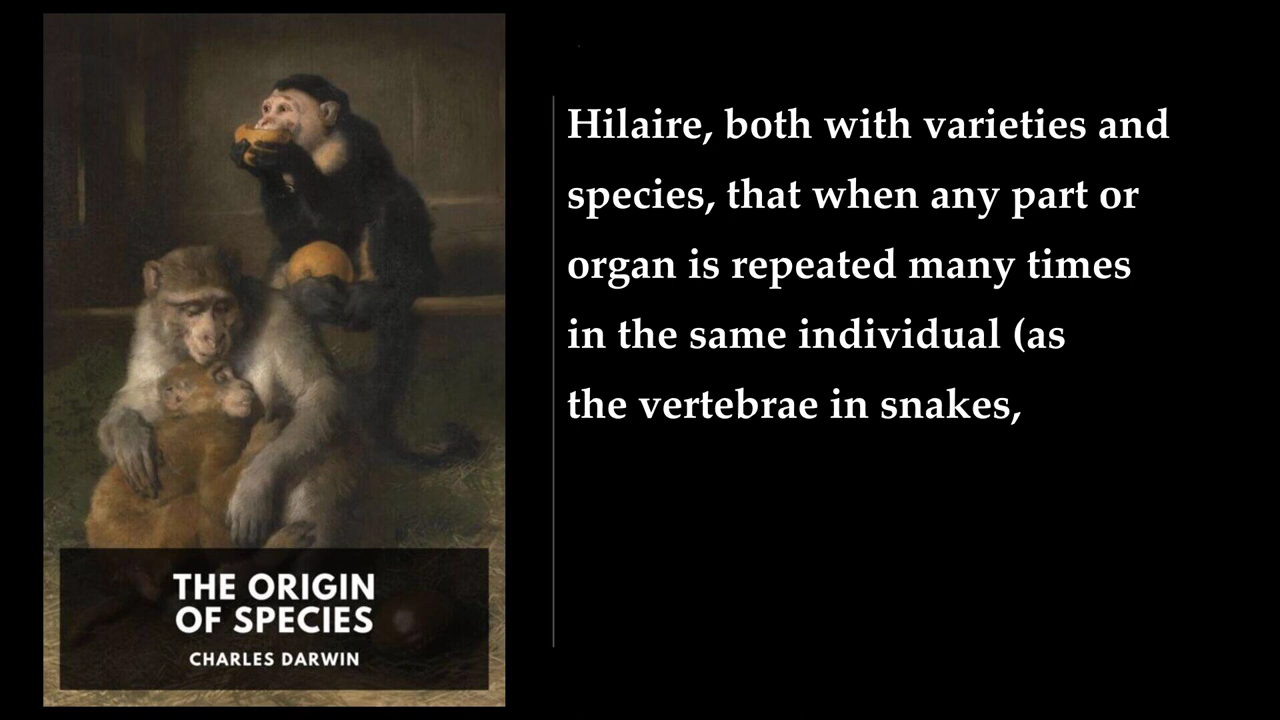 THE ORIGIN
OF SPECIES
CHARLES DARWIN
Hilaire, both with varieties and
species, that when any part or
organ is repeated many times
in the same individual (as
the vertebrae in snakes,